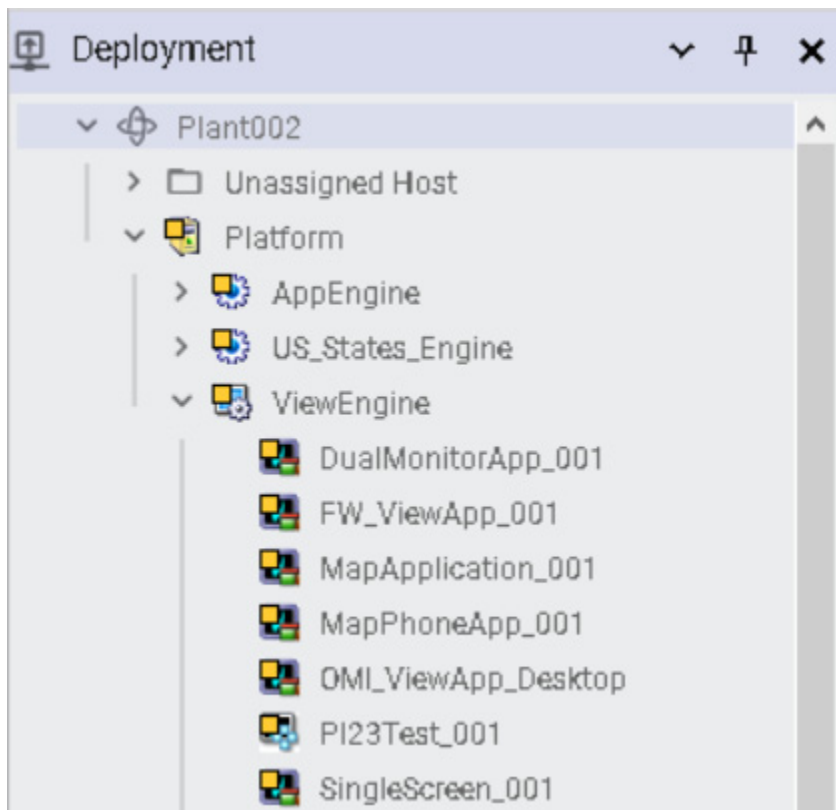 Deployment
Plant002
Unassigned Host
Platform
AppEngine
US_States_Engine
ViewEngine
DualMonitorApp_001
FW_ViewApp_001
MapApplication_001
MapPhoneApp_001
OMI_ViewApp_Desktop
PI23Test_001
SingleScreen_001